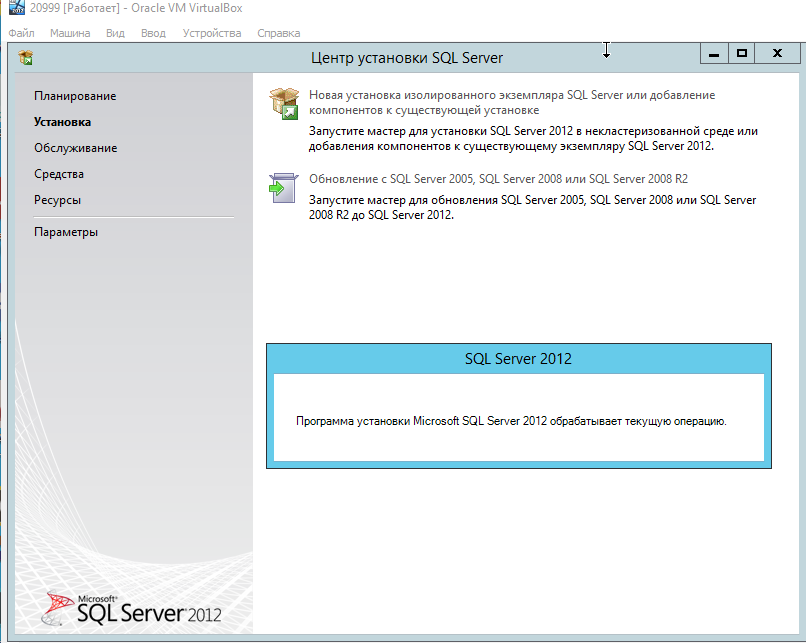 20999 [Работает] - Oracle VM VirtualBox
Файл Машина Вид Ввод Устройства Справка
Центр установки SQL Server
Планирование
Установка
Обслуживание
Средства
Ресурсы
Параметры
Новая установка изолированного экземпляра SQL Server или добавление
компонентов к существующей установке
Запустите мастер для установки SQL Server 2012 в некластеризованной среде или
добавления компонентов к существующему экземпляру SQL Server 2012.
Обновление с SQL Server 2005, SQL Server 2008 или SQL Server 2008 R2
Запустите мастер для обновления SQL Server 2005, SQL Server 2008 или SQL Server
2008 R2 до SQL Server 2012.
SQL Server 2012
Программа установки Microsoft SQL Server 2012 обрабатывает текущую операцию.
Microsoft®
SQL Server 2012